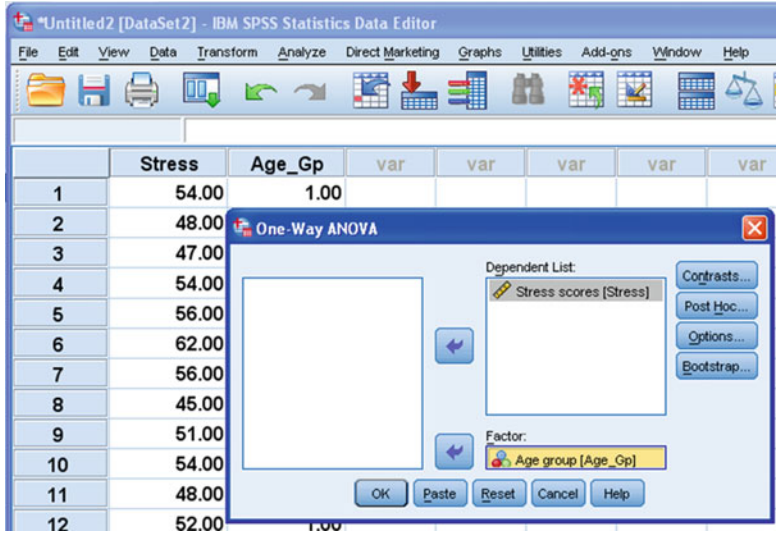 *Untitled2 [DataSet2] - IBM SPSS Statistics Data Editor
File Edit View Data Transform Analyze Direct Marketing Graphs Utilities Add-ons Window Help
Stress Age_Gp var var var var var
1 54.00 1.00
2 48.00
3 47.00
4 54.00
5 56.00
6 62.00
7 56.00
8 45.00
9 51.00
10 54.00
11 48.00
12 52.00 1.00
One-Way ANOVA
Dependent List:
Stress scores [Stress]
Contrasts...
Post Hoc...
Options...
Bootstrap...
Factor:
Age group [Age_Gp]
OK Paste Reset Cancel Help